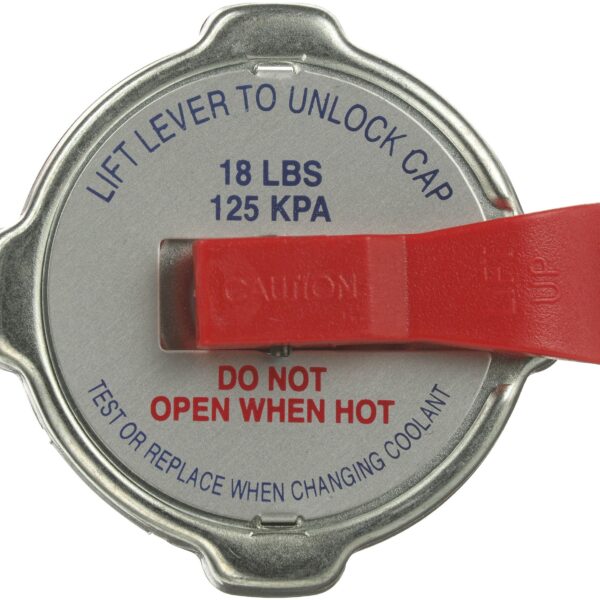 LIFT LEVER TO UNLOCK CAP
18 LBS
125 KPA
CAUTION
LIFT
UP
DO NOT
OPEN WHEN HOT
TEST OR REPLACE WHEN CHANGING COOLANT